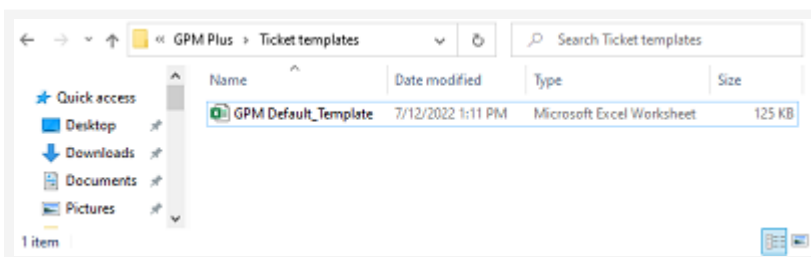 « GPM Plus › Ticket templates
Search Ticket templates
Name Date modified Type Size
Quick access
GPM Default_Template 7/12/2022 1:11 PM Microsoft Excel Worksheet 125 KB
Desktop
Downloads
Documents
Pictures
1 item